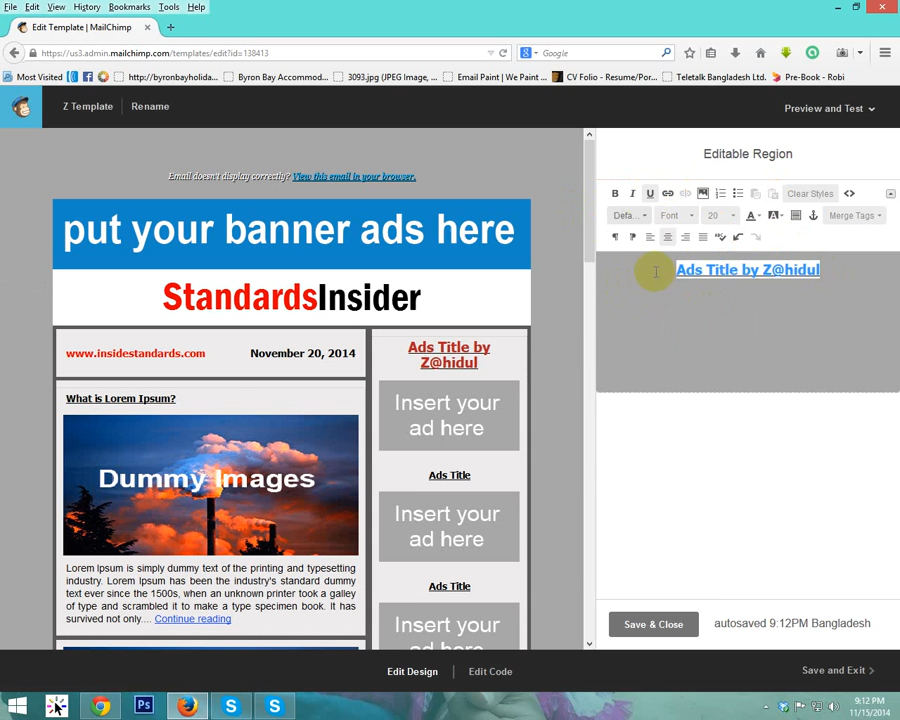 File Edit View History Bookmarks Tools Help
Edit Template | MailChimp
https://us3.admin.mailchimp.com/templates/edit?id=138413
Google
Most Visited
http://byronbayholida...
Byron Bay Accommod...
3093.jpg (JPEG Image, ...
Email Paint | We Paint ...
CV Folio - Resume/Por...
Teletalk Bangladesh Ltd.
Pre-Book - Robi
Z Template
Rename
Preview and Test
Email doesn't display correctly? View this email in your browser.
put your banner ads here
StandardsInsider
www.insidestandards.com
November 20, 2014
What is Lorem Ipsum?
Dummy Images
Lorem Ipsum is simply dummy text of the printing and typesetting
industry. Lorem Ipsum has been the industry's standard dummy
text ever since the 1500s, when an unknown printer took a galley
of type and scrambled it to make a type specimen book. It has
survived not only.... Continue reading
Ads Title by
Z@hidul
Insert your
ad here
Ads Title
Insert your
ad here
Ads Title
Insert your
Editable Region
B I U
Clear Styles
Defa...
Font
20
A
A
Merge Tags
Ads Title by Z@hidul
Save & Close
autosaved 9:12PM Bangladesh
Edit Design
Edit Code
Save and Exit
Ps
9:12 PM
11/15/2014